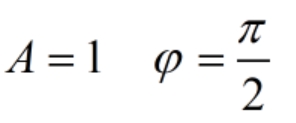 A = 1   φ = π/2